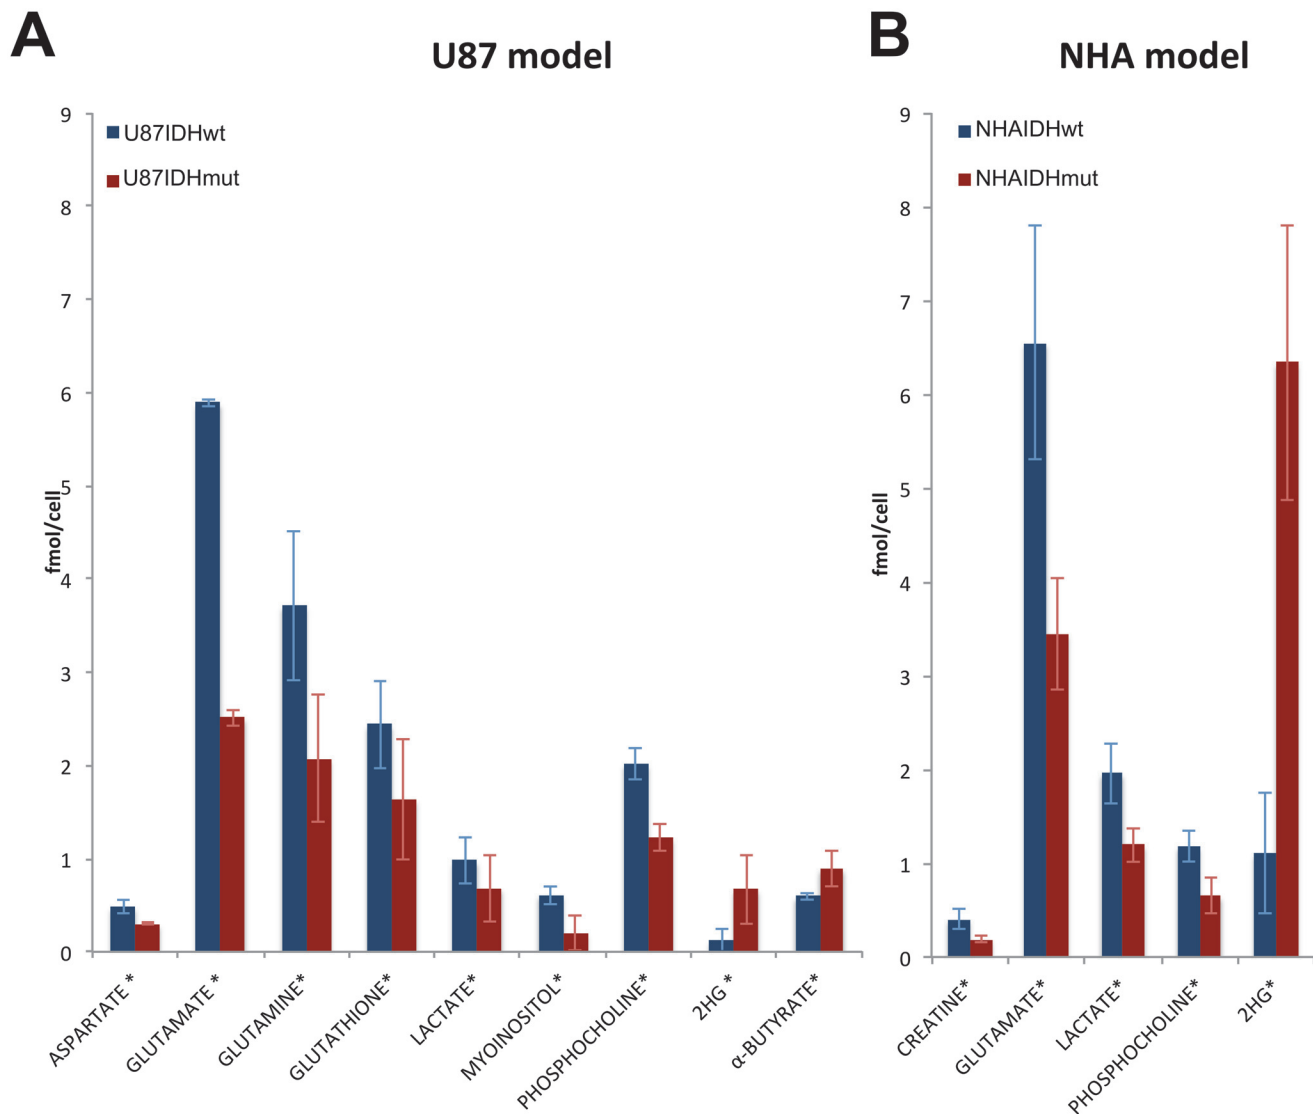 A
U87 model
U87IDHwt
U87IDHmut
9
8
7
6
5
4
3
2
1
0
fmol/cell
ASPARTATE *
GLUTAMATE *
GLUTAMINE*
GLUTATHIONE*
LACTATE*
MYOINOSITOL*
PHOSPHOCHOLINE*
2HG *
α-BUTYRATE*
B
NHA model
NHAIDHwt
NHAIDHmut
9
8
7
6
5
4
3
2
1
0
fmol/cell
CREATINE*
GLUTAMATE*
LACTATE*
PHOSPHOCHOLINE*
2HG*